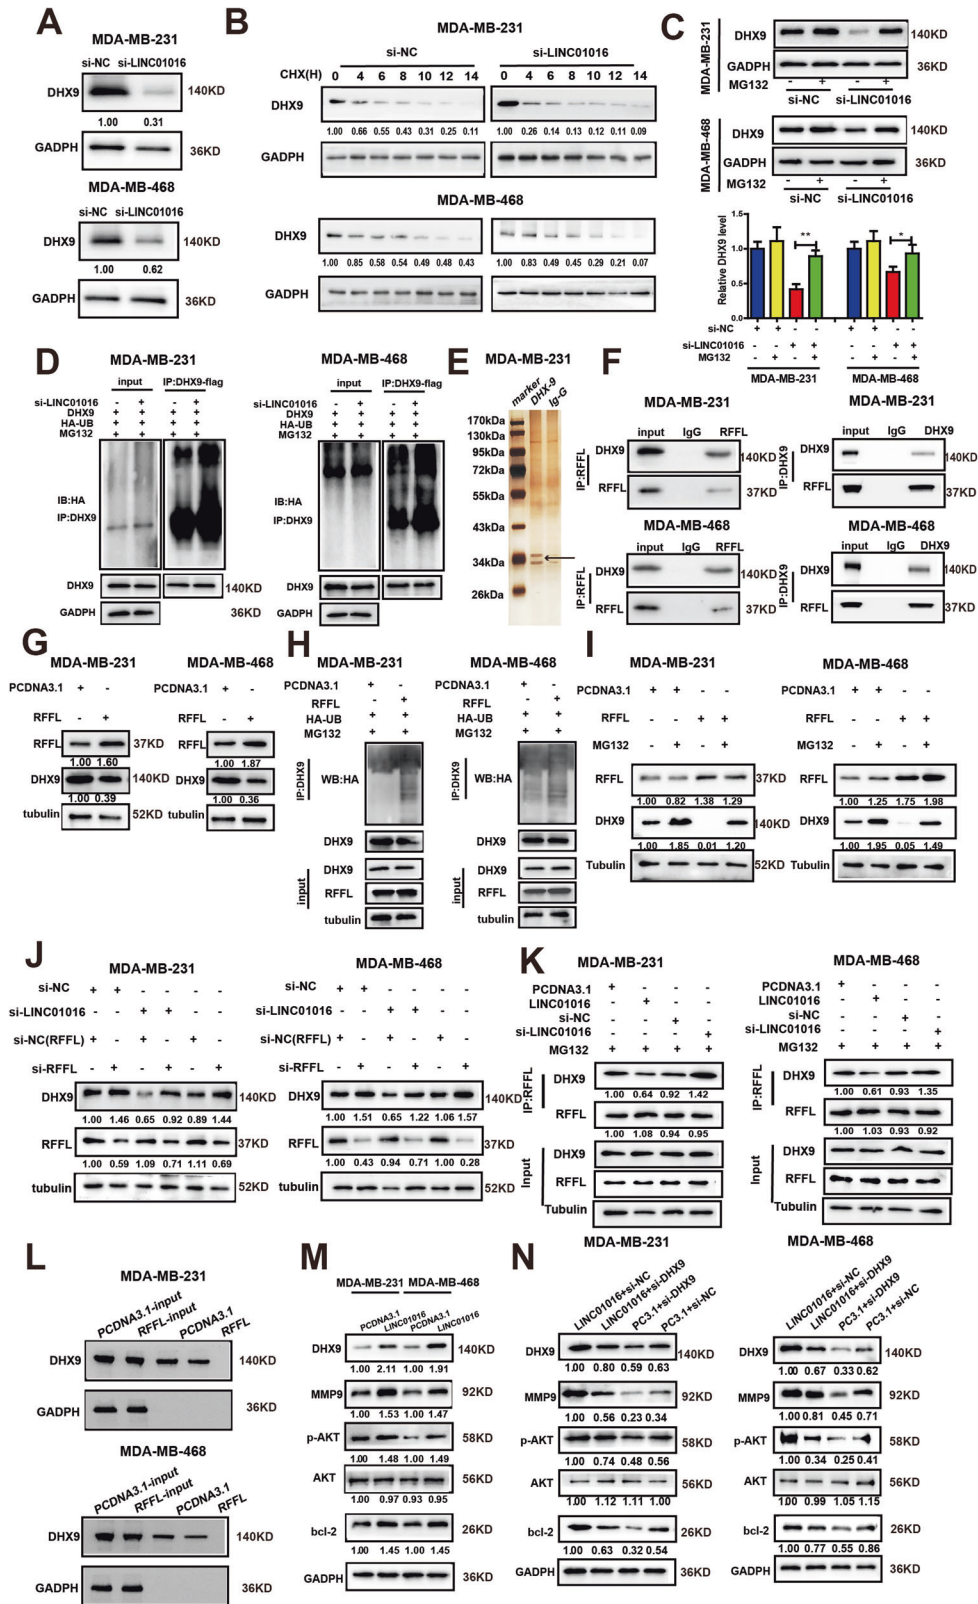 A
MDA-MB-231
si-NC si-LINC01016
DHX9 140KD
1.00 0.31
GADPH 36KD
MDA-MB-468
si-NC si-LINC01016
DHX9 140KD
1.00 0.62
GADPH 36KD
B
MDA-MB-231
si-NC si-LINC01016
CHX(H) 0 4 6 8 10 12 14 0 4 6 8 10 12 14
DHX9
1.00 0.66 0.55 0.43 0.31 0.25 0.11 1.00 0.26 0.14 0.13 0.12 0.11 0.09
GADPH
MDA-MB-468
DHX9
1.00 0.85 0.58 0.54 0.49 0.48 0.43 1.00 0.83 0.49 0.45 0.29 0.21 0.07
GADPH
C
MDA-MB-231
DHX9 140KD
GADPH 36KD
MG132 - + - +
si-NC si-LINC01016
MDA-MB-468
DHX9 140KD
GADPH 36KD
MG132 - + - +
si-NC si-LINC01016
Relative DHX9 level
1.5
1.0
0.5
0.0
** *
si-NC + + - - + + - -
si-LINC01016 - - + + - - + +
MG132 - + - + - + - +
MDA-MB-231 MDA-MB-468
D
MDA-MB-231
input IP:DHX9-flag
si-LINC01016 - + - +
DHX9 + + + +
HA-UB + + + +
MG132 + + + +
IB:HA
IP:DHX9
DHX9 140KD
GADPH 36KD
MDA-MB-468
input IP:DHX9-flag
si-LINC01016 - + - +
DHX9 + + + +
HA-UB + + + +
MG132 + + + +
IB:HA
IP:DHX9
DHX9
GADPH
E
MDA-MB-231
marker DHX-9 Ig-G
170kDa
130kDa
95kDa
72kDa
55kDa
43kDa
34kDa
26kDa
F
MDA-MB-231
input IgG RFFL
IP:RFFL
DHX9 140KD
RFFL 37KD
MDA-MB-231
input IgG DHX9
IP:DHX9
DHX9 140KD
RFFL 37KD
MDA-MB-468
input IgG RFFL
IP:RFFL
DHX9 140KD
RFFL 37KD
MDA-MB-468
input IgG DHX9
IP:DHX9
DHX9 140KD
RFFL 37KD
G
MDA-MB-231
PCDNA3.1 + -
RFFL - +
RFFL 37KD
1.00 1.60
DHX9 140KD
1.00 0.39
tubulin 52KD
MDA-MB-468
PCDNA3.1 + -
RFFL - +
RFFL
1.00 1.87
DHX9
1.00 0.36
tubulin
H
MDA-MB-231
PCDNA3.1 + -
RFFL - +
HA-UB + +
MG132 + +
IP:DHX9
WB:HA
DHX9
input
DHX9
RFFL
tubulin
MDA-MB-468
PCDNA3.1 + -
RFFL - +
HA-UB + +
MG132 + +
IP:DHX9
WB:HA
DHX9
input
DHX9
RFFL
tubulin
I
MDA-MB-231
PCDNA3.1 + + - -
RFFL - - + +
MG132 - + - +
RFFL 37KD
1.00 0.82 1.38 1.29
DHX9 140KD
1.00 1.85 0.01 1.20
Tubulin 52KD
MDA-MB-468
PCDNA3.1 + + - -
RFFL - - + +
MG132 - + - +
RFFL
1.00 1.25 1.75 1.98
DHX9
1.00 1.95 0.05 1.49
Tubulin
J
MDA-MB-231
si-NC + + - - - -
si-LINC01016 - - + + - -
si-NC(RFFL) + - + - + -
si-RFFL - + - + - +
DHX9 140KD
1.00 1.46 0.65 0.92 0.89 1.44
RFFL 37KD
1.00 0.59 1.09 0.71 1.11 0.69
tubulin 52KD
MDA-MB-468
si-NC + + - - - -
si-LINC01016 - - + + - -
si-NC(RFFL) + - + - + -
si-RFFL - + - + - +
DHX9 140KD
1.00 1.51 0.65 1.22 1.06 1.57
RFFL 37KD
1.00 0.43 0.94 0.71 1.00 0.28
tubulin 52KD
K
MDA-MB-231
PCDNA3.1 + - - -
LINC01016 - + - -
si-NC - - + -
si-LINC01016 - - - +
MG132 + + + +
IP:RFFL
DHX9
1.00 0.64 0.92 1.42
RFFL
1.00 1.08 0.94 0.95
Input
DHX9
RFFL
Tubulin
MDA-MB-468
PCDNA3.1 + - - -
LINC01016 - + - -
si-NC - - + -
si-LINC01016 - - - +
MG132 + + + +
IP:RFFL
DHX9
1.00 0.61 0.93 1.35
RFFL
1.00 1.03 0.93 0.92
Input
DHX9
RFFL
Tubulin
L
MDA-MB-231
PCDNA3.1-input RFFL-input PCDNA3.1 RFFL
DHX9 140KD
GADPH 36KD
MDA-MB-468
PCDNA3.1-input RFFL-input PCDNA3.1 RFFL
DHX9 140KD
GADPH 36KD
M
MDA-MB-231 MDA-MB-468
PCDNA3.1 LINC01016 PCDNA3.1 LINC01016
DHX9 140KD
1.00 2.11 1.00 1.91
MMP9 92KD
1.00 1.53 1.00 1.47
p-AKT 58KD
1.00 1.48 1.00 1.49
AKT 56KD
1.00 0.97 0.93 0.95
bcl-2 26KD
1.00 1.45 1.00 1.45
GADPH 36KD
N
MDA-MB-231
LINC01016+si-NC LINC01016+si-DHX9 PC3.1+si-DHX9 PC3.1+si-NC
DHX9 140KD
1.00 0.80 0.59 0.63
MMP9 92KD
1.00 0.56 0.23 0.34
p-AKT 58KD
1.00 0.74 0.48 0.56
AKT 56KD
1.00 1.12 1.11 1.00
bcl-2 26KD
1.00 0.63 0.32 0.54
GADPH 36KD
MDA-MB-468
LINC01016+si-NC LINC01016+si-DHX9 PC3.1+si-DHX9 PC3.1+si-NC
DHX9 140KD
1.00 0.67 0.33 0.62
MMP9 92KD
1.00 0.81 0.45 0.71
p-AKT 58KD
1.00 0.34 0.25 0.41
AKT 56KD
1.00 0.99 1.05 1.15
bcl-2 26KD
1.00 0.77 0.55 0.86
GADPH 36KD